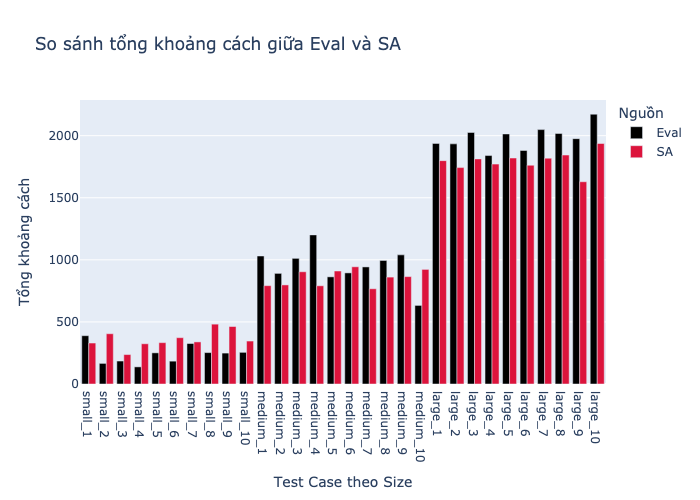 So sánh tổng khoảng cách giữa Eval và SA
Nguồn
Eval
SA
Tổng khoảng cách
2000
1500
1000
500
0
small_1
small_2
small_3
small_4
small_5
small_6
small_7
small_8
small_9
small_10
medium_1
medium_2
medium_3
medium_4
medium_5
medium_6
medium_7
medium_8
medium_9
medium_10
large_1
large_2
large_3
large_4
large_5
large_6
large_7
large_8
large_9
large_10
Test Case theo Size